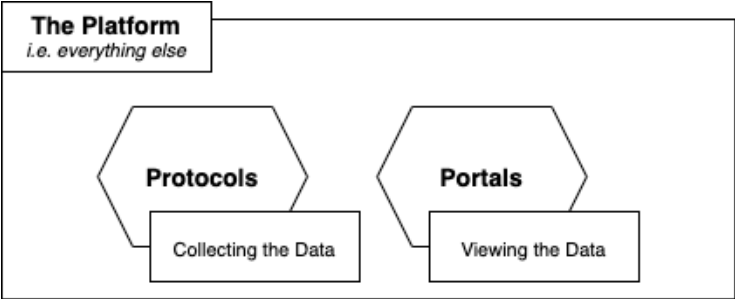 The Platform
i.e. everything else
Protocols
Portals
Collecting the Data
Viewing the Data